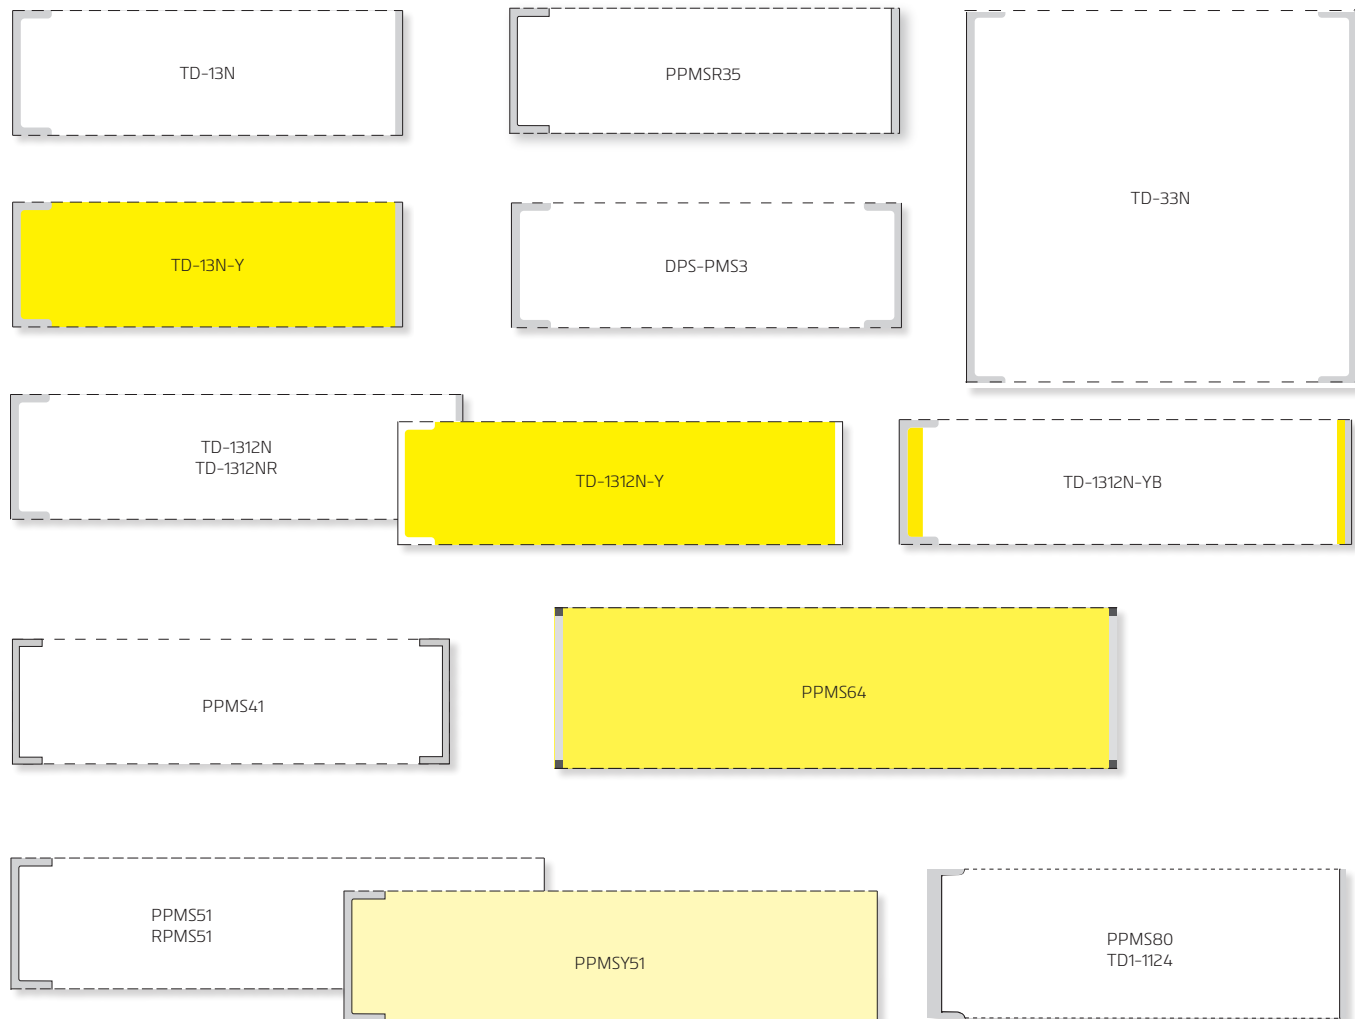 TD-13N
PPMSR35
TD-33N
TD-13N-Y
DPS-PMS3
TD-1312N
TD-1312NR
TD-1312N-Y
TD-1312N-YB
PPMS41
PPMS64
PPMS51
RPMS51
PPMSY51
PPMS80
TD1-1124